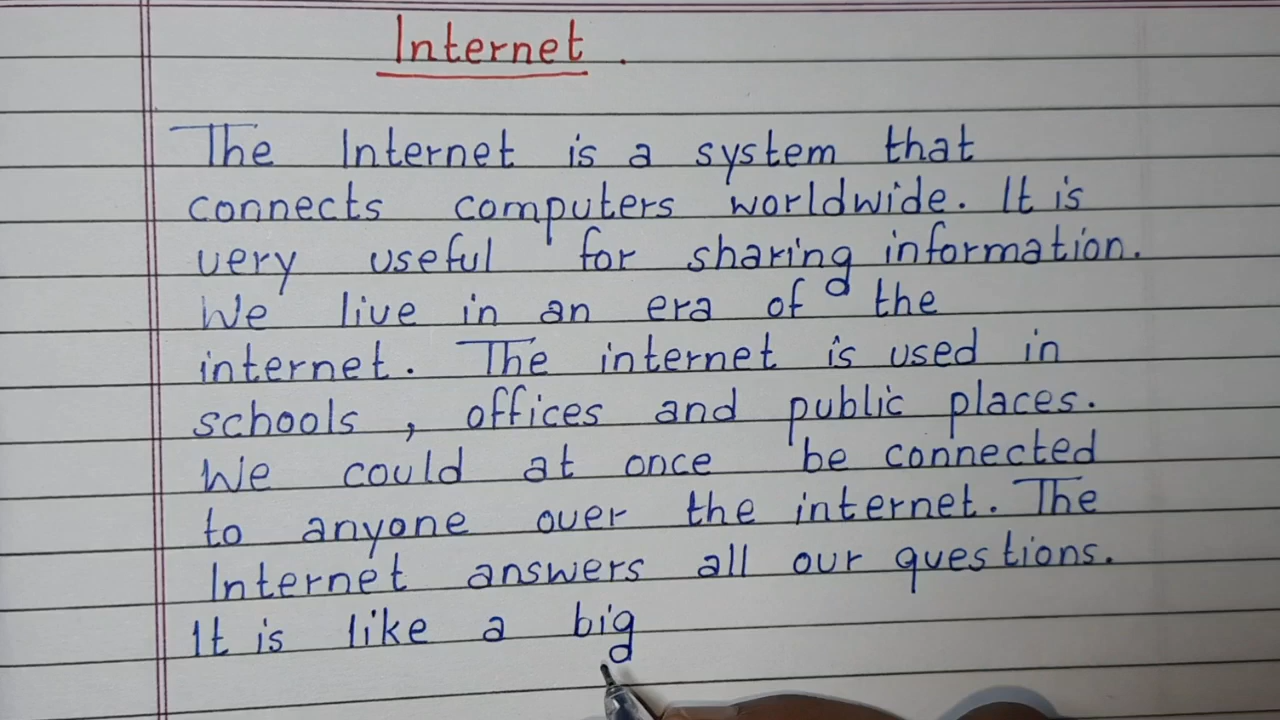 Internet.
The Internet is a system that
connects computers worldwide. It is
very useful for sharing information.
We live in an era of the
internet. The internet is used in
schools, offices and public places.
We could at once be connected
to anyone over the internet. The
Internet answers all our questions.
It is like a big